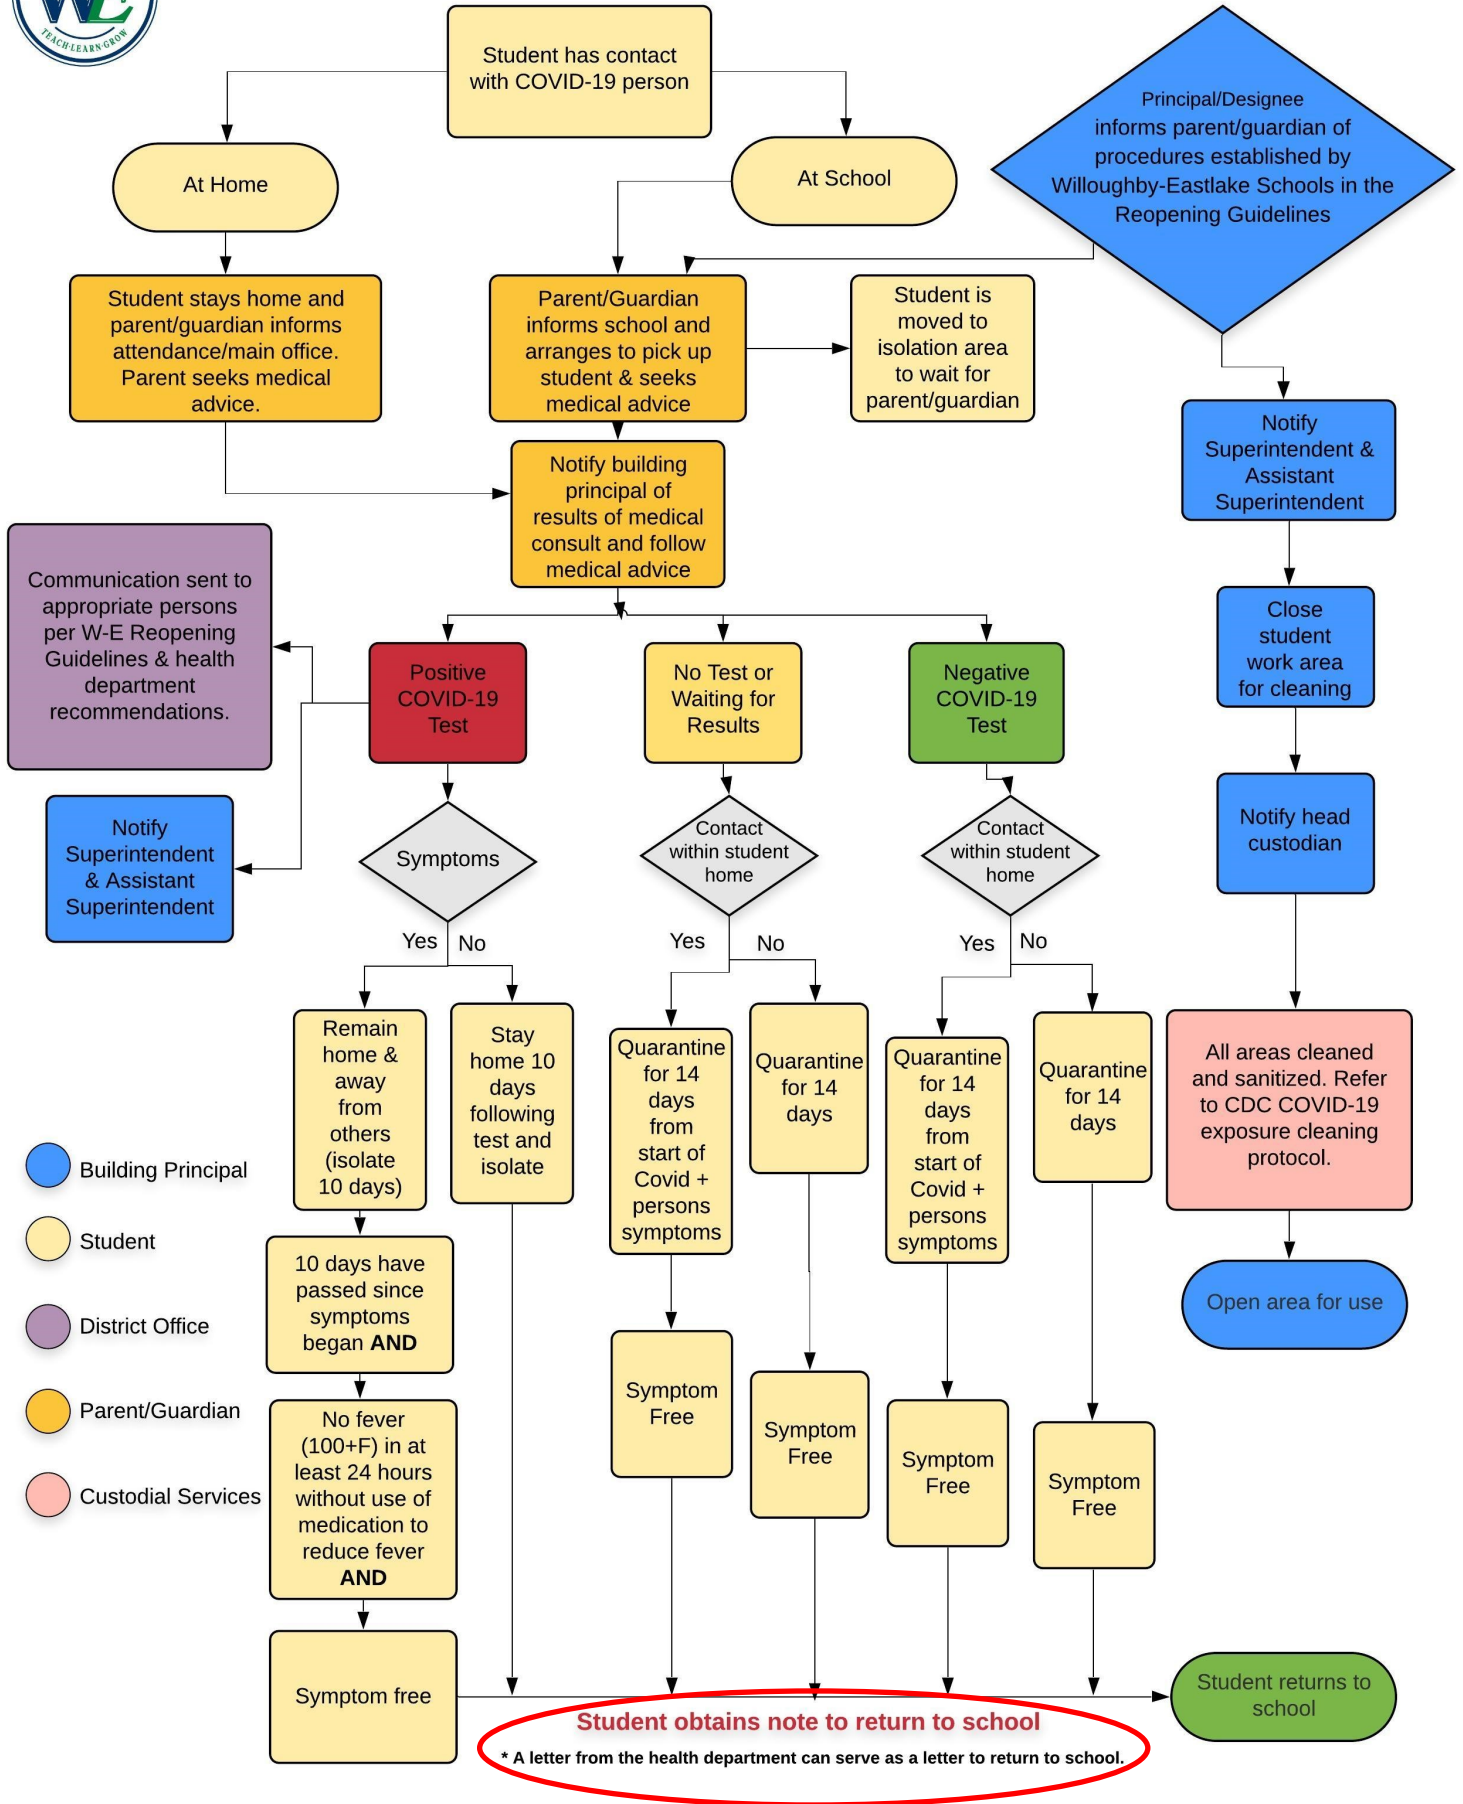 WE
TEACH·LEARN·GROW
Student has contact
with COVID-19 person
Principal/Designee
informs parent/guardian of
procedures established by
Willoughby-Eastlake Schools in the
Reopening Guidelines
At Home
At School
Student stays home and
parent/guardian informs
attendance/main office.
Parent seeks medical
advice.
Parent/Guardian
informs school and
arranges to pick up
student & seeks
medical advice
Student is
moved to
isolation area
to wait for
parent/guardian
Notify
Superintendent &
Assistant
Superintendent
Notify building
principal of
results of medical
consult and follow
medical advice
Communication sent to
appropriate persons
per W-E Reopening
Guidelines & health
department
recommendations.
Close
student
work area
for cleaning
Positive
COVID-19
Test
No Test or
Waiting for
Results
Negative
COVID-19
Test
Notify
Superintendent
& Assistant
Superintendent
Symptoms
Contact
within student
home
Contact
within student
home
Notify head
custodian
Yes
No
Yes
No
Yes
No
Remain
home &
away
from
others
(isolate
10 days)
Stay
home 10
days
following
test and
isolate
Quarantine
for 14
days
from
start of
Covid +
persons
symptoms
Quarantine
for 14
days
Quarantine
for 14
days
from
start of
Covid +
persons
symptoms
Quarantine
for 14
days
All areas cleaned
and sanitized. Refer
to CDC COVID-19
exposure cleaning
protocol.
Building Principal
Student
District Office
Parent/Guardian
Custodial Services
10 days have
passed since
symptoms
began AND
Open area for use
No fever
(100+F) in at
least 24 hours
without use of
medication to
reduce fever
AND
Symptom
Free
Symptom
Free
Symptom
Free
Symptom
Free
Symptom free
Student returns to
school
Student obtains note to return to school
* A letter from the health department can serve as a letter to return to school.